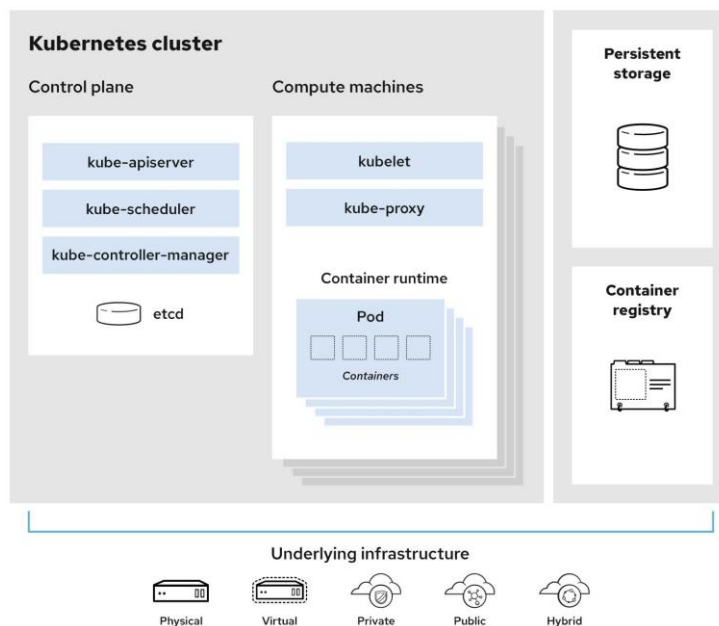 Kubernetes cluster
Control plane
kube-apiserver
kube-scheduler
kube-controller-manager
etcd
Compute machines
kubelet
kube-proxy
Container runtime
Pod
Containers
Persistent
storage
Container
registry
Underlying infrastructure
Physical
Virtual
Private
Public
Hybrid